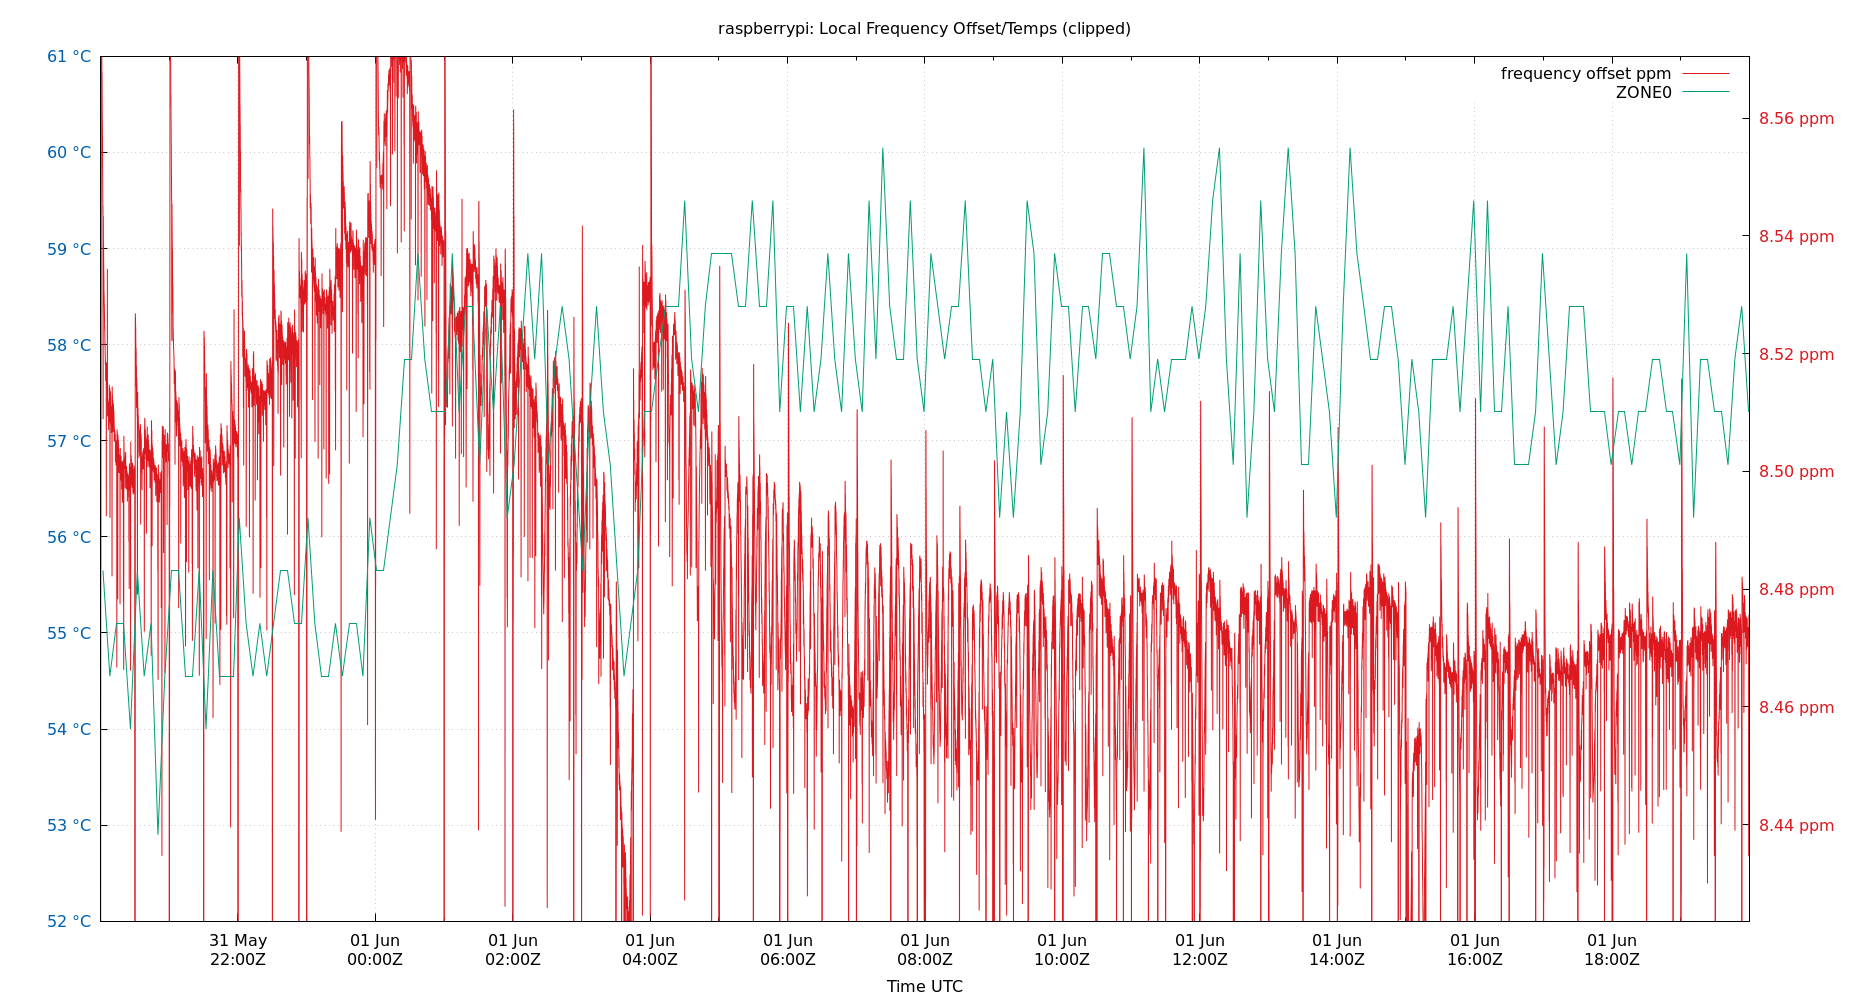 raspberrypi: Local Frequency Offset/Temps (clipped)
frequency offset ppm
ZONE0
61 °C
60 °C
59 °C
58 °C
57 °C
56 °C
55 °C
54 °C
53 °C
52 °C
8.56 ppm
8.54 ppm
8.52 ppm
8.50 ppm
8.48 ppm
8.46 ppm
8.44 ppm
31 May
22:00Z
01 Jun
00:00Z
01 Jun
02:00Z
01 Jun
04:00Z
01 Jun
06:00Z
01 Jun
08:00Z
01 Jun
10:00Z
01 Jun
12:00Z
01 Jun
14:00Z
01 Jun
16:00Z
01 Jun
18:00Z
Time UTC